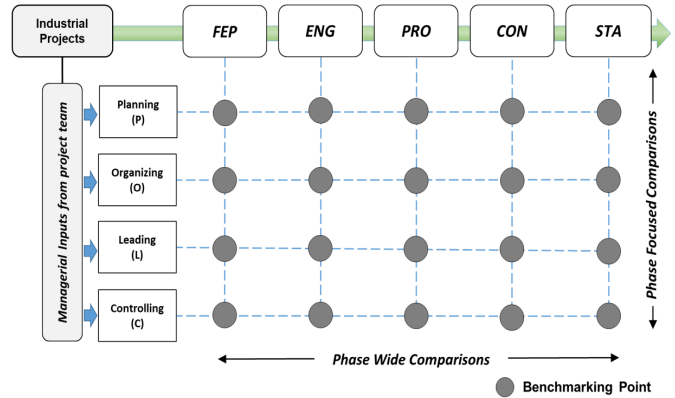 Industrial
Projects
FEP
ENG
PRO
CON
STA
Managerial Inputs from project team
Planning
(P)
Organizing
(O)
Leading
(L)
Controlling
(C)
Phase Focused Comparisons
Phase Wide Comparisons
Benchmarking Point